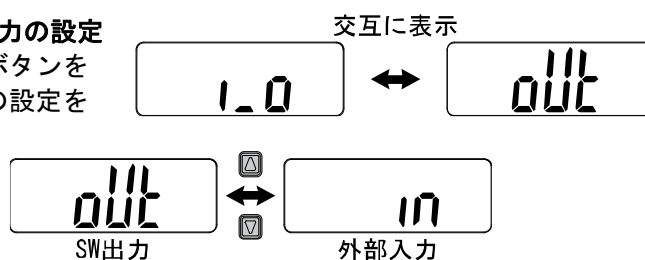 力の設定
交互に表示
ボタンを
の設定を
1_0 out
out in
SW出力 外部入力